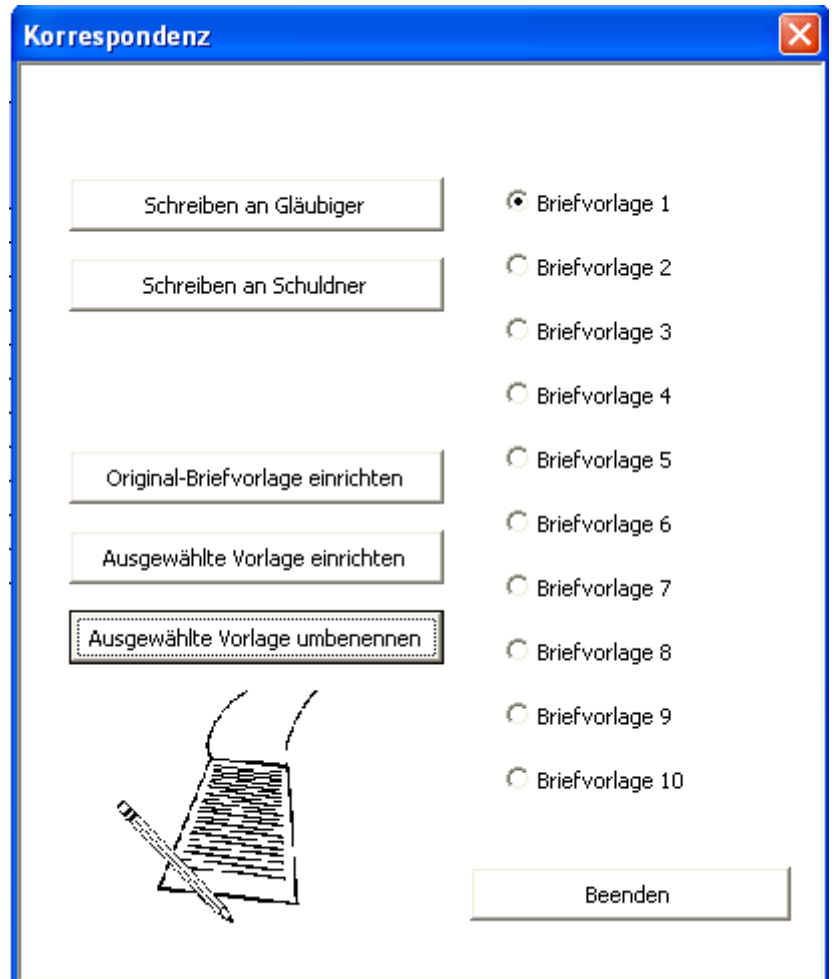 Korrespondenz
Schreiben an Gläubiger
Schreiben an Schuldner
Original-Briefvorlage einrichten
Ausgewählte Vorlage einrichten
Ausgewählte Vorlage umbenennen
Briefvorlage 1
Briefvorlage 2
Briefvorlage 3
Briefvorlage 4
Briefvorlage 5
Briefvorlage 6
Briefvorlage 7
Briefvorlage 8
Briefvorlage 9
Briefvorlage 10
Beenden